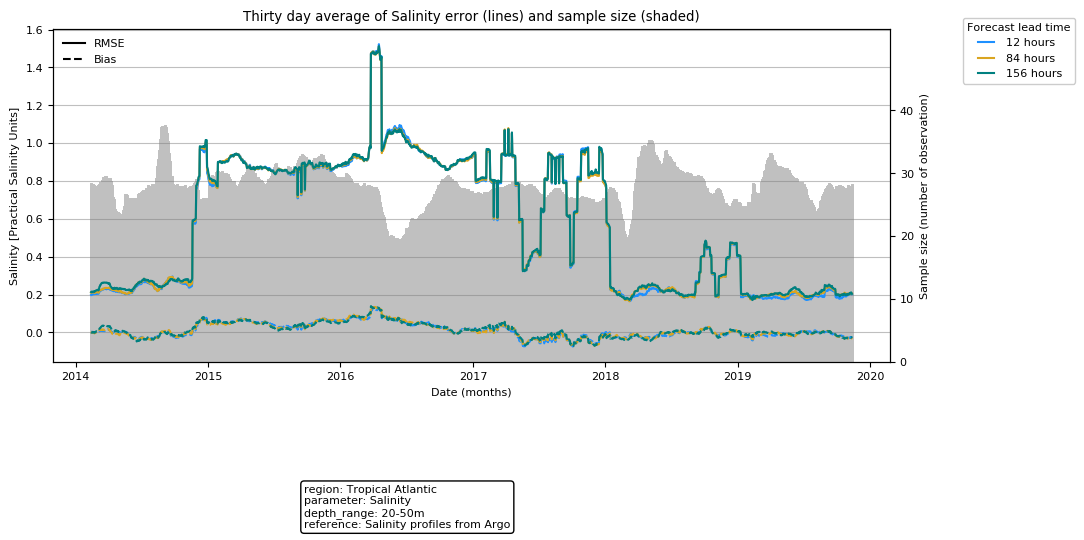 Thirty day average of Salinity error (lines) and sample size (shaded)
Forecast lead time
12 hours
84 hours
156 hours
RMSE
Bias
Salinity [Practical Salinity Units]
1.6
1.4
1.2
1.0
0.8
0.6
0.4
0.2
0.0
Sample size (number of observation)
40
30
20
10
0
2014 2015 2016 2017 2018 2019 2020
Date (months)
region: Tropical Atlantic
parameter: Salinity
depth_range: 20-50m
reference: Salinity profiles from Argo